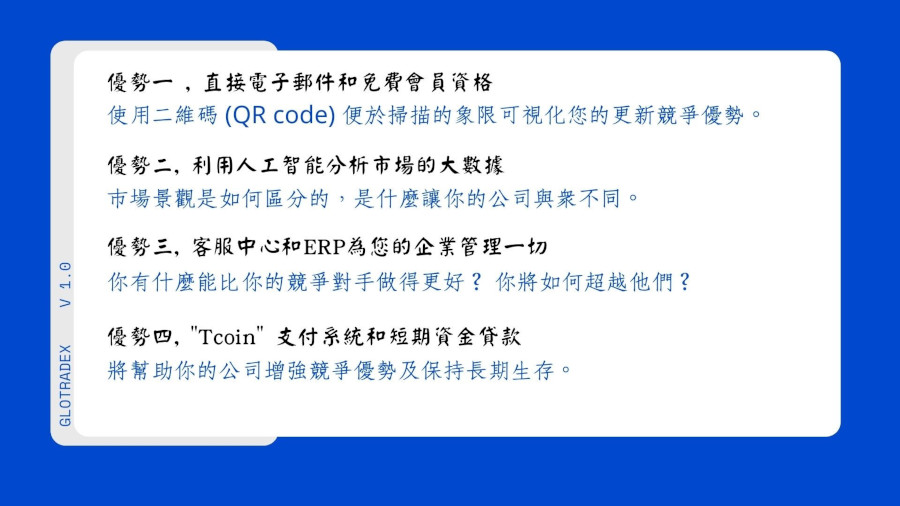 優勢一 , 直接電子郵件和免費會員資格
使用二維碼 (QR code) 便於掃描的象限可視化您的更新競爭優勢。
優勢二, 利用人工智能分析市場的大數據
市場景觀是如何區分的，是什麼讓你的公司與眾不同。
優勢三, 客服中心和ERP為您的企業管理一切
你有什麼能比你的競爭對手做得更好？ 你將如何超越他們？
優勢四, "Tcoin" 支付系統和短期資金貸款
將幫助你的公司增強競爭優勢及保持長期生存。
GLOTRADEX V 1.0